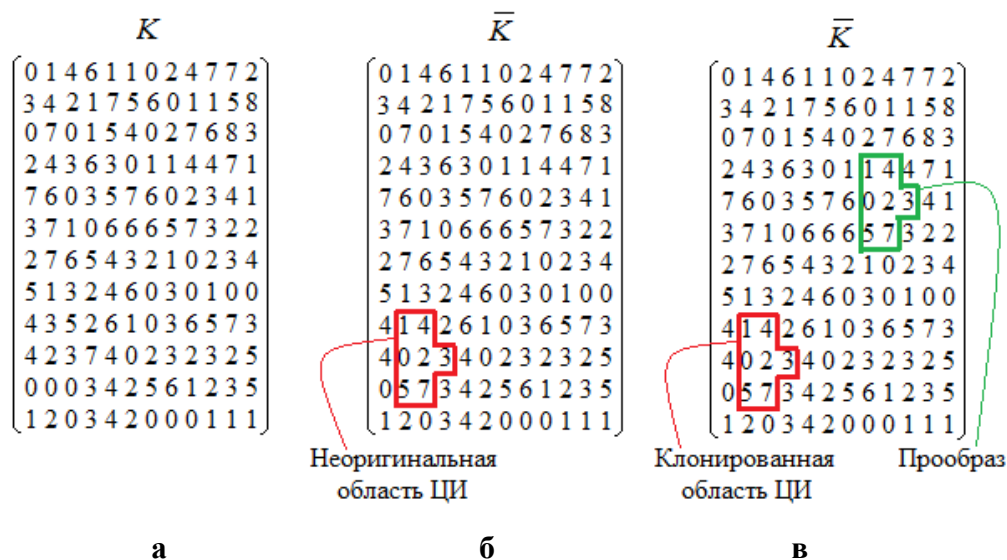 K
0 1 4 6 1 1 0 2 4 7 7 2
3 4 2 1 7 5 6 0 1 1 5 8
0 7 0 1 5 4 0 2 7 6 8 3
2 4 3 6 3 0 1 1 4 4 7 1
7 6 0 3 5 7 6 0 2 3 4 1
3 7 1 0 6 6 6 5 7 3 2 2
2 7 6 5 4 3 2 1 0 2 3 4
5 1 3 2 4 6 0 3 0 1 0 0
4 3 5 2 6 1 0 3 6 5 7 3
4 2 3 7 4 0 2 3 2 3 2 5
0 0 0 3 4 2 5 6 1 2 3 5
1 2 0 3 4 2 0 0 0 1 1 1
а
K̅
0 1 4 6 1 1 0 2 4 7 7 2
3 4 2 1 7 5 6 0 1 1 5 8
0 7 0 1 5 4 0 2 7 6 8 3
2 4 3 6 3 0 1 1 4 4 7 1
7 6 0 3 5 7 6 0 2 3 4 1
3 7 1 0 6 6 6 5 7 3 2 2
2 7 6 5 4 3 2 1 0 2 3 4
5 1 3 2 4 6 0 3 0 1 0 0
4 1 4 2 6 1 0 3 6 5 7 3
4 0 2 3 4 0 2 3 2 3 2 5
0 5 7 3 4 2 5 6 1 2 3 5
1 2 0 3 4 2 0 0 0 1 1 1
Неоригинальная
область ЦИ
б
K̅
0 1 4 6 1 1 0 2 4 7 7 2
3 4 2 1 7 5 6 0 1 1 5 8
0 7 0 1 5 4 0 2 7 6 8 3
2 4 3 6 3 0 1 1 4 4 7 1
7 6 0 3 5 7 6 0 2 3 4 1
3 7 1 0 6 6 6 5 7 3 2 2
2 7 6 5 4 3 2 1 0 2 3 4
5 1 3 2 4 6 0 3 0 1 0 0
4 1 4 2 6 1 0 3 6 5 7 3
4 0 2 3 4 0 2 3 2 3 2 5
0 5 7 3 4 2 5 6 1 2 3 5
1 2 0 3 4 2 0 0 0 1 1 1
Клонированная
область ЦИ
Прообраз
в